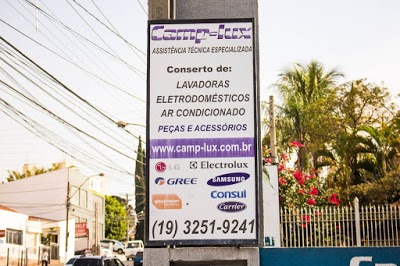 Camp-lux
ASSISTÊNCIA TÉCNICA ESPECIALIZADA
Conserto de:
LAVADORAS
ELETRODOMÉSTICOS
AR CONDICIONADO
PEÇAS E ACESSÓRIOS
www.camp-lux.com.br
LG Electrolux
GREE SAMSUNG
Consul
Carrier
(19) 3251-9241